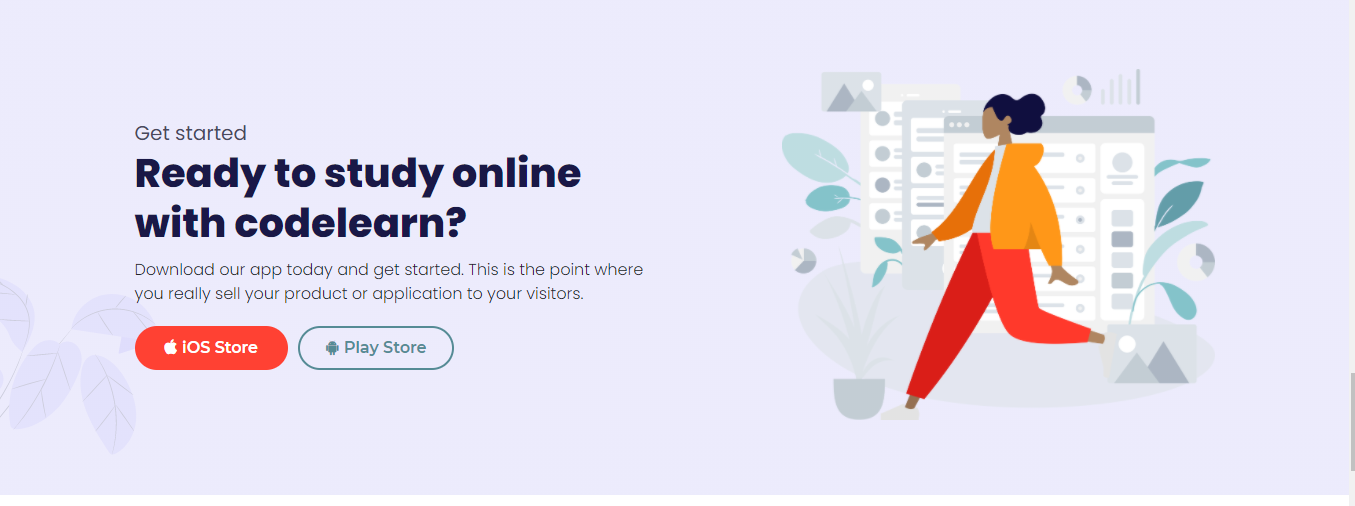 Get started
Ready to study online
with codelearn?
Download our app today and get started. This is the point where
you really sell your product or application to your visitors.
iOS Store
Play Store